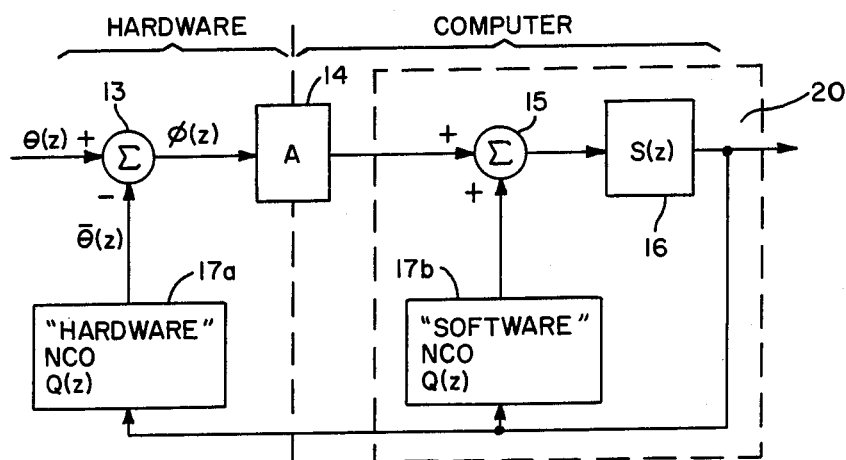 HARDWARE
COMPUTER
13
14
15
20
θ(z)
+
Σ
ϕ(z)
A
+
Σ
S(z)
-
+
16
θ̅(z)
17a
17b
"HARDWARE"
NCO
Q(z)
"SOFTWARE"
NCO
Q(z)